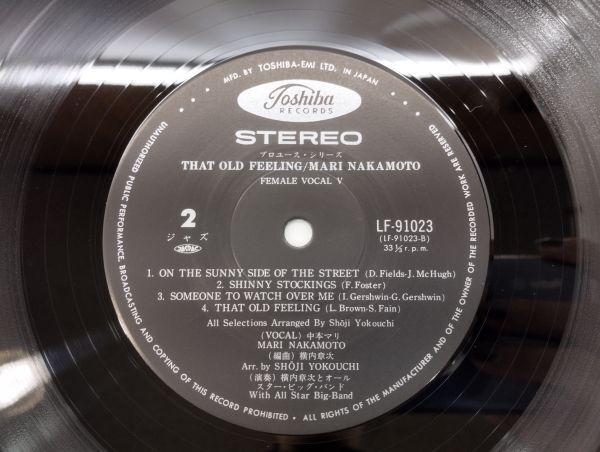 MFD. BY TOSHIBA-EMI LTD. IN JAPAN
Toshiba
RECORDS
STEREO
プロユース・シリーズ
THAT OLD FEELING/MARI NAKAMOTO
FEMALE VOCAL V
2
ジャズ
JASRAC
LF-91023
(LF-91023-B)
33 1/3 r.p.m.
1. ON THE SUNNY SIDE OF THE STREET (D. Fields-J. McHugh)
2. SHINNY STOCKINGS (F. Foster)
3. SOMEONE TO WATCH OVER ME (I. Gershwin-G. Gershwin)
4. THAT OLD FEELING (L. Brown-S. Fain)
All Selections Arranged By Shōji Yokouchi
(VOCAL) 中本マリ
MARI NAKAMOTO
(編曲) 横内章次
Arr. by SHŌJI YOKOUCHI
(演奏) 横内章次とオール
スター・ビッグ・バンド
With All Star Big-Band
UNAUTHORIZED PUBLIC PERFORMANCE, BROADCASTING AND COPYING OF THIS RECORD PROHIBITED • ALL RIGHTS OF THE MANUFACTURER AND OF THE OWNER OF THE RECORDED WORK ARE RESERVED